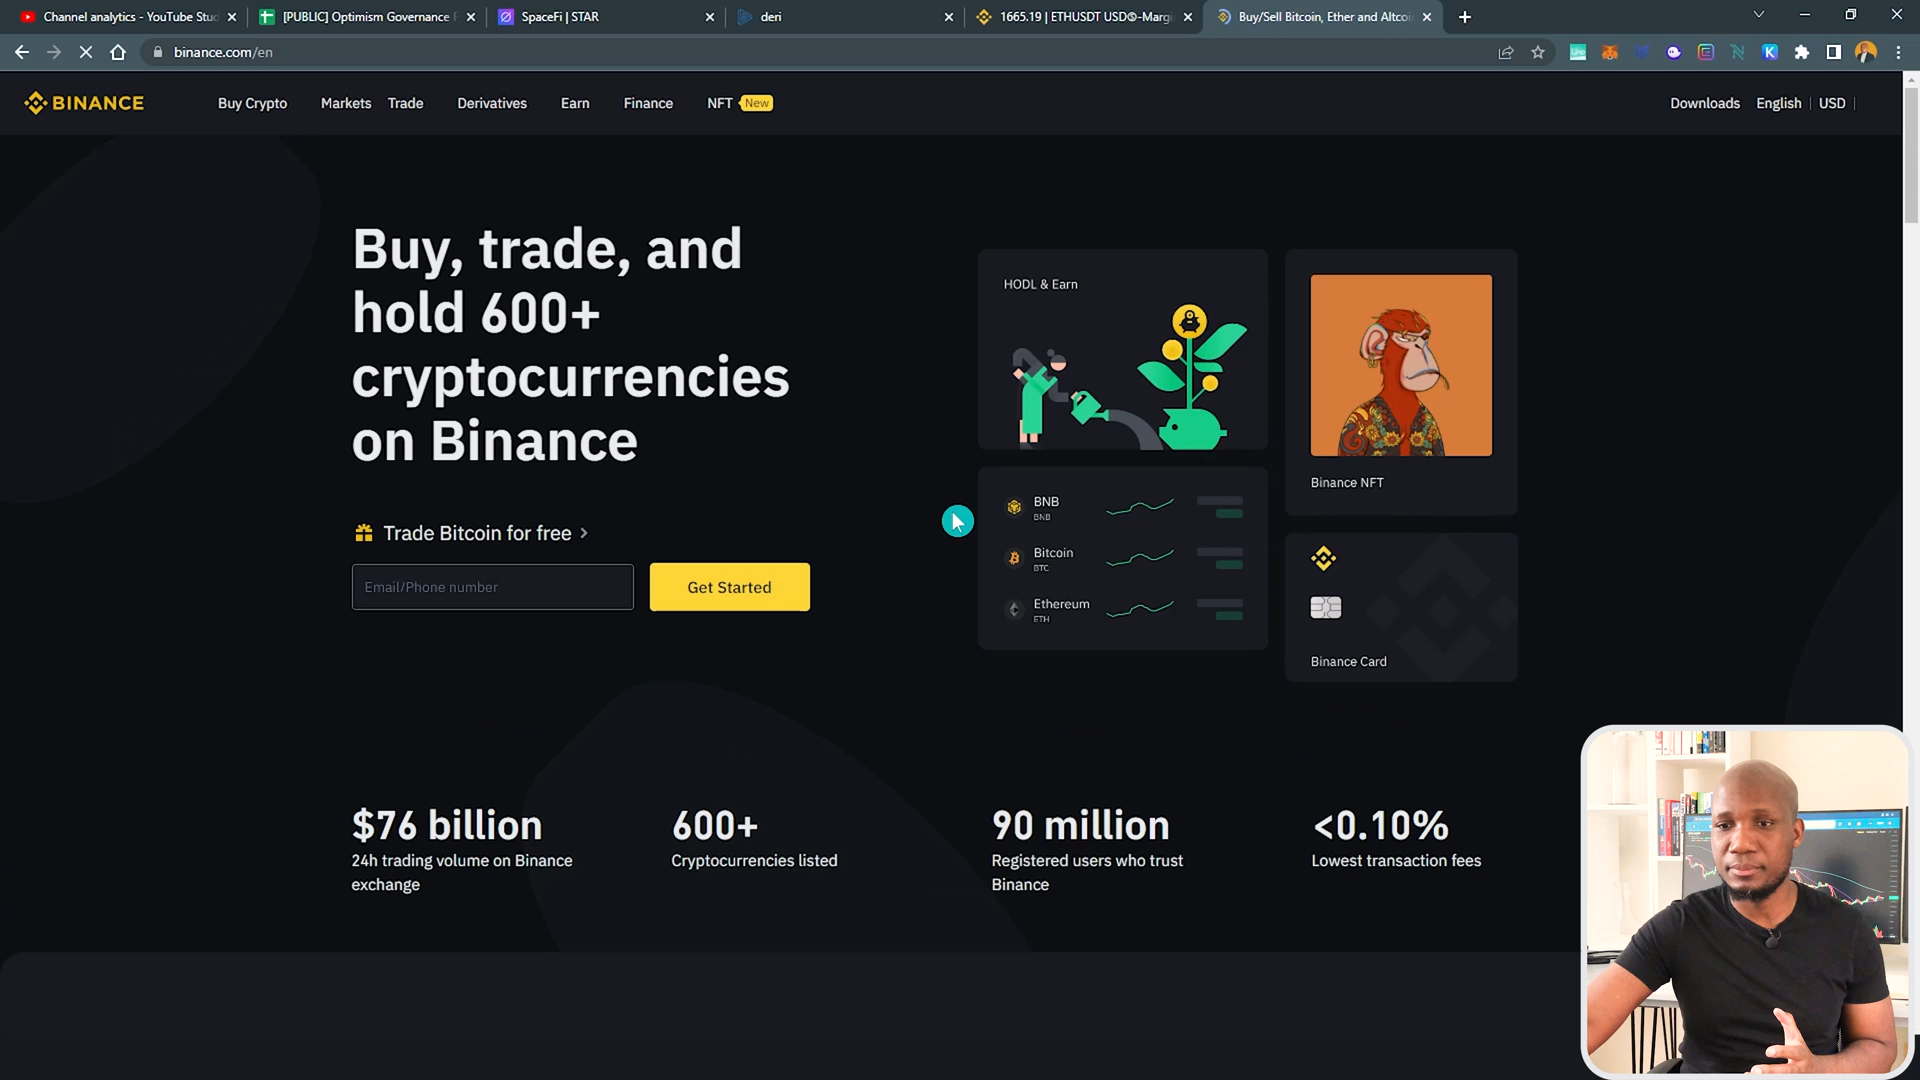 Channel analytics - YouTube Stud
[PUBLIC] Optimism Governance F
SpaceFi | STAR
deri
1665.19 | ETHUSDT USDⓈ-Margi
Buy/Sell Bitcoin, Ether and Altcoi
binance.com/en
BINANCE
Buy Crypto
Markets
Trade
Derivatives
Earn
Finance
NFT New
Downloads
English
USD
Buy, trade, and
hold 600+
cryptocurrencies
on Binance
Trade Bitcoin for free
Email/Phone number
Get Started
HODL & Earn
BNB
BNB
Bitcoin
BTC
Ethereum
ETH
Binance NFT
Binance Card
$76 billion
24h trading volume on Binance
exchange
600+
Cryptocurrencies listed
90 million
Registered users who trust
Binance
<0.10%
Lowest transaction fees